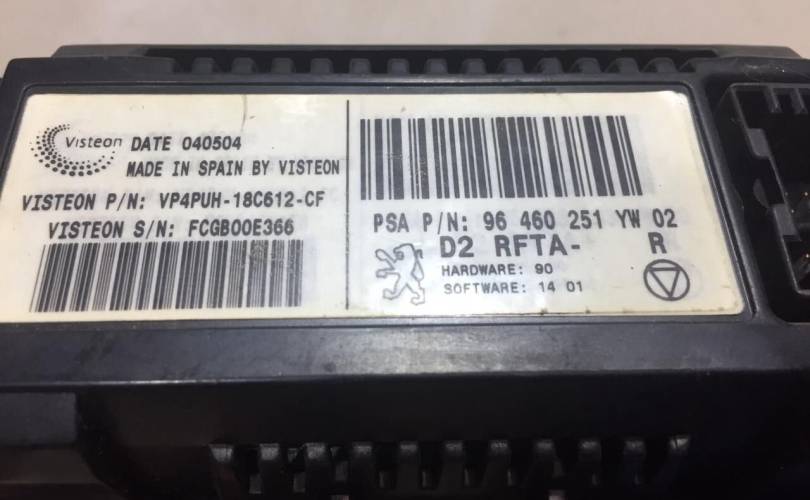 Visteon DATE 040504
MADE IN SPAIN BY VISTEON
VISTEON P/N: VP4PUH-18C612-CF
VISTEON S/N: FCGB00E366
PSA P/N: 96 460 251 YW 02
D2 RFTA- R
HARDWARE: 90
SOFTWARE: 14 01